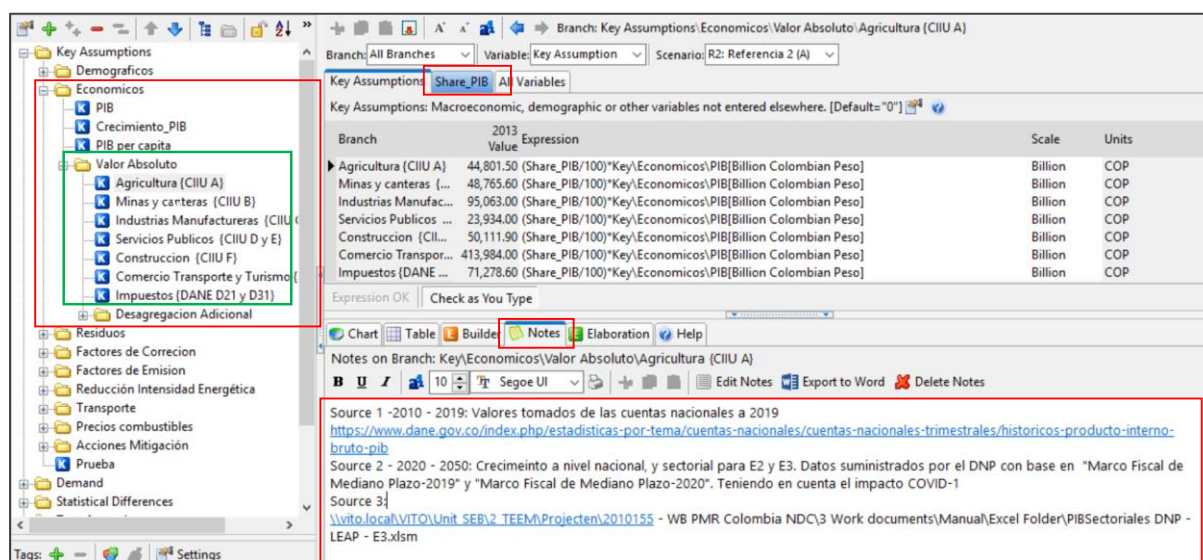 Key Assumptions
Demograficos
Economicos
PIB
Crecimiento_PIB
PIB per capita
Valor Absoluto
Agricultura {CIIU A}
Minas y canteras {CIIU B}
Industrias Manufactureras {CIIU
Servicios Publicos {CIIU D y E}
Construccion {CIIU F}
Comercio Transporte y Turismo {
Impuestos {DANE D21 y D31}
Desagregacion Adicional
Residuos
Factores de Correcion
Factores de Emision
Reducción Intensidad Energética
Transporte
Precios combustibles
Acciones Mitigación
Prueba
Demand
Statistical Differences
Tags: Settings
Branch: Key Assumptions\Economicos\Valor Absoluto\Agricultura {CIIU A}
Branch: All Branches Variable: Key Assumption Scenario: R2: Referencia 2 (A)
Key Assumptions Share_PIB All Variables
Key Assumptions: Macroeconomic, demographic or other variables not entered elsewhere. [Default="0"]
Branch 2013 Value Expression Scale Units
Agricultura {CIIU A} 44,801.50 (Share_PIB/100)*Key\Economicos\PIB[Billion Colombian Peso] Billion COP
Minas y canteras {... 48,765.60 (Share_PIB/100)*Key\Economicos\PIB[Billion Colombian Peso] Billion COP
Industrias Manufac... 95,063.00 (Share_PIB/100)*Key\Economicos\PIB[Billion Colombian Peso] Billion COP
Servicios Publicos ... 23,934.00 (Share_PIB/100)*Key\Economicos\PIB[Billion Colombian Peso] Billion COP
Construccion {CII... 50,111.90 (Share_PIB/100)*Key\Economicos\PIB[Billion Colombian Peso] Billion COP
Comercio Transpor... 413,984.00 (Share_PIB/100)*Key\Economicos\PIB[Billion Colombian Peso] Billion COP
Impuestos {DANE ... 71,278.60 (Share_PIB/100)*Key\Economicos\PIB[Billion Colombian Peso] Billion COP
Expression OK Check as You Type
Chart Table Builder Notes Elaboration Help
Notes on Branch: Key\Economicos\Valor Absoluto\Agricultura {CIIU A}
B U I 10 Segoe UI Edit Notes Export to Word Delete Notes
Source 1 -2010 - 2019: Valores tomados de las cuentas nacionales a 2019
https://www.dane.gov.co/index.php/estadisticas-por-tema/cuentas-nacionales/cuentas-nacionales-trimestrales/historicos-producto-interno-
bruto-pib
Source 2 - 2020 - 2050: Crecimeinto a nivel nacional, y sectorial para E2 y E3. Datos suministrados por el DNP con base en "Marco Fiscal de
Mediano Plazo-2019" y "Marco Fiscal de Mediano Plazo-2020". Teniendo en cuenta el impacto COVID-1
Source 3:
\\vito.local\VITO\Unit_SEB\2_TEEM\Projecten\2010155 - WB PMR Colombia NDC\3 Work documents\Manual\Excel Folder\PIBSectoriales DNP -
LEAP - E3.xlsm